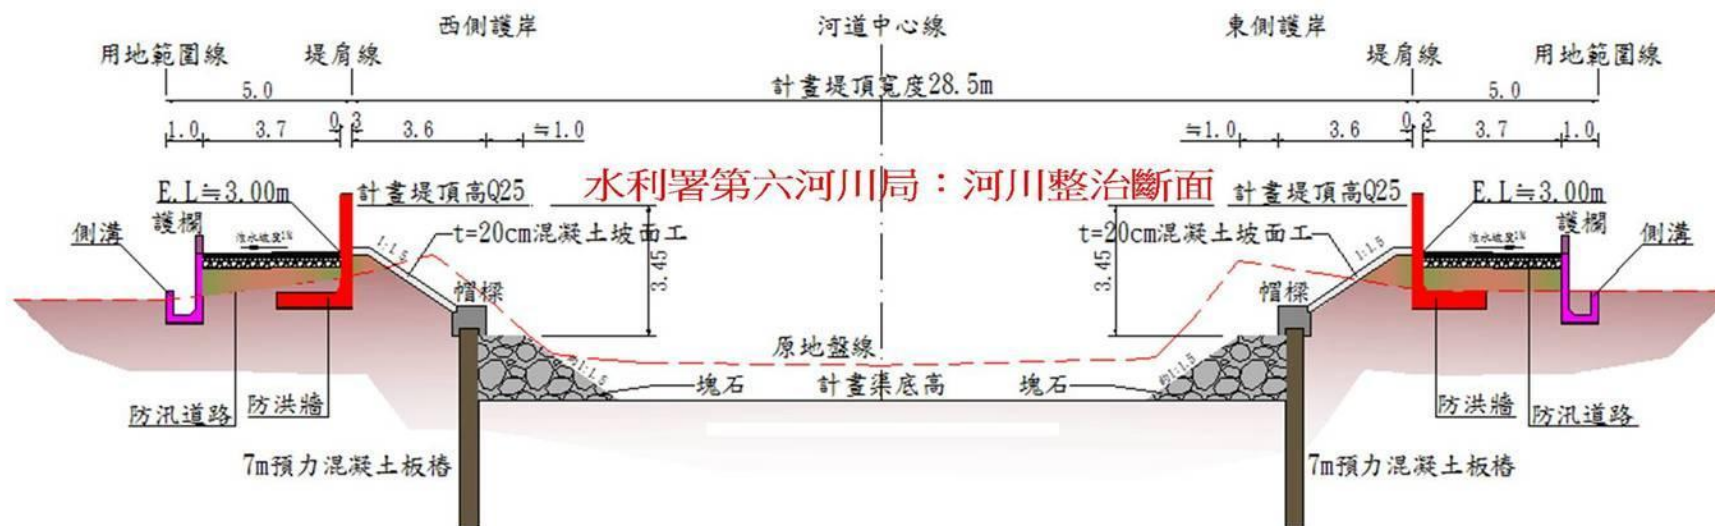 西側護岸 河道中心線 東側護岸
用地範圍線 堤肩線 堤肩線 用地範圍線
5.0 計畫堤頂寬度28.5m 5.0
1.0 3.7 0.3 3.6 ≒1.0 ≒1.0 3.6 0.3 3.7 1.0
水利署第六河川局：河川整治斷面
E.L≒3.00m 計畫堤頂高Q25 計畫堤頂高Q25 E.L≒3.00m
側溝 護欄 t=20cm混凝土坡面工 t=20cm混凝土坡面工 護欄 側溝
1:1.5 3.45 3.45 1:1.5
帽樑 帽樑
原地盤線
約1:1.5 約1:1.5
塊石 計畫渠底高 塊石
防汛道路 防洪牆 防洪牆 防汛道路
7m預力混凝土板樁 7m預力混凝土板樁